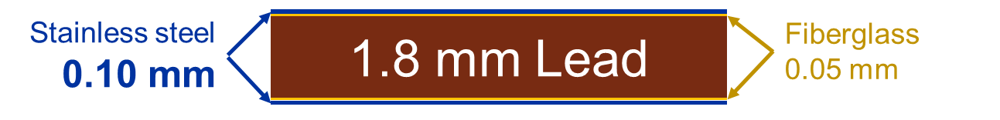 Stainless steel
0.10 mm
1.8 mm Lead
Fiberglass
0.05 mm